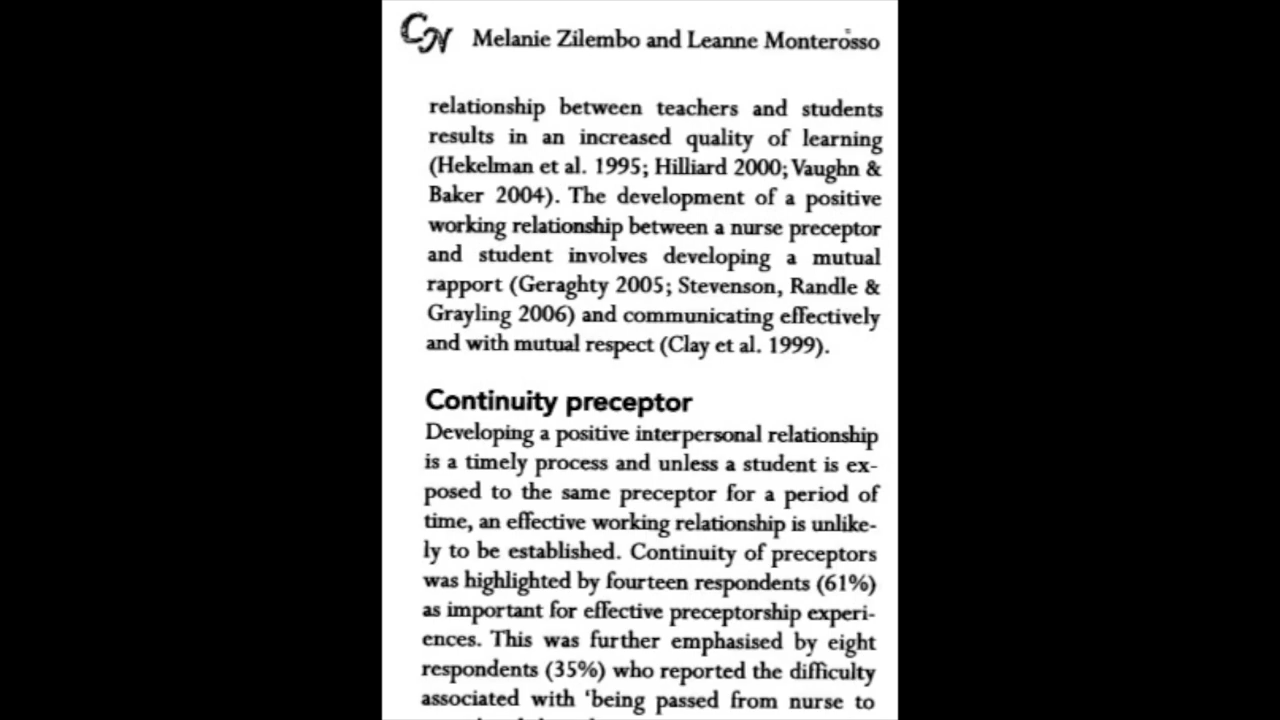 CN Melanie Zilembo and Leanne Monterosso
relationship between teachers and students
results in an increased quality of learning
(Hekelman et al. 1995; Hilliard 2000; Vaughn &
Baker 2004). The development of a positive
working relationship between a nurse preceptor
and student involves developing a mutual
rapport (Geraghty 2005; Stevenson, Randle &
Grayling 2006) and communicating effectively
and with mutual respect (Clay et al. 1999).
Continuity preceptor
Developing a positive interpersonal relationship
is a timely process and unless a student is ex-
posed to the same preceptor for a period of
time, an effective working relationship is unlike-
ly to be established. Continuity of preceptors
was highlighted by fourteen respondents (61%)
as important for effective preceptorship experi-
ences. This was further emphasised by eight
respondents (35%) who reported the difficulty
associated with ‘being passed from nurse to